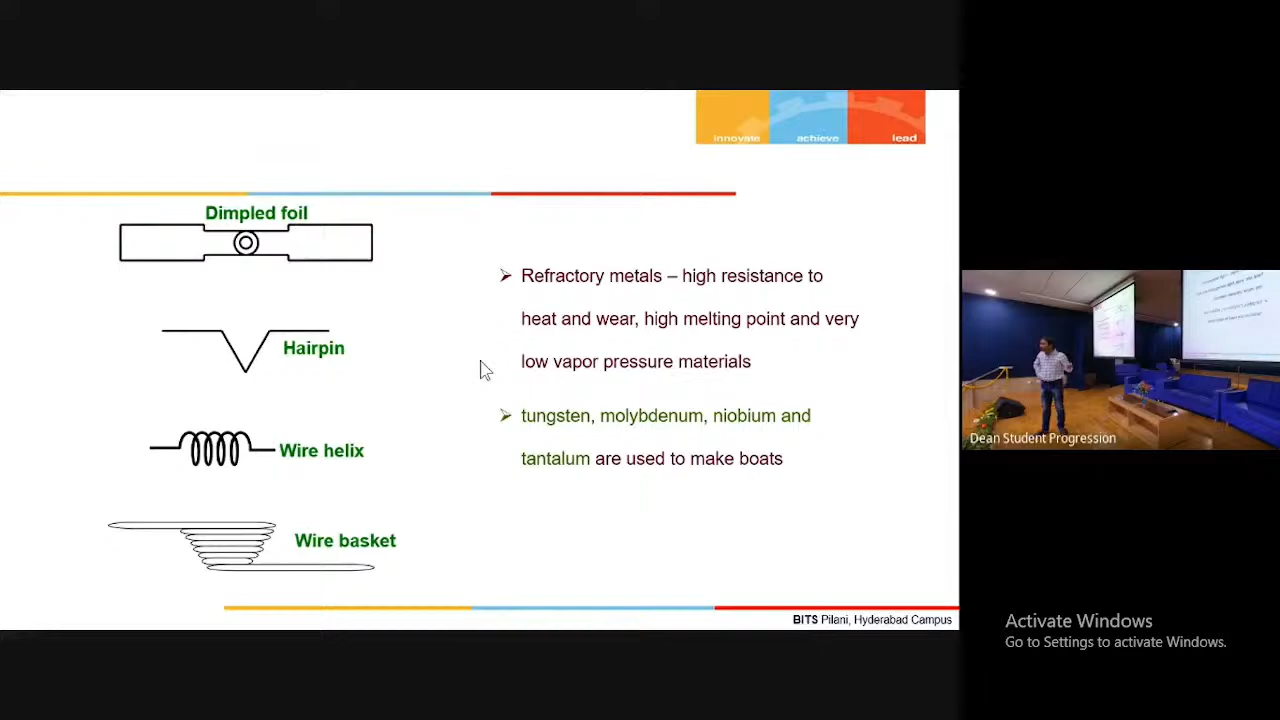 innovate achieve lead
Dimpled foil
Hairpin
Wire helix
Wire basket
➢ Refractory metals – high resistance to
heat and wear, high melting point and very
low vapor pressure materials
➢ tungsten, molybdenum, niobium and
tantalum are used to make boats
BITS Pilani, Hyderabad Campus
Dean Student Progression
Activate Windows
Go to Settings to activate Windows.